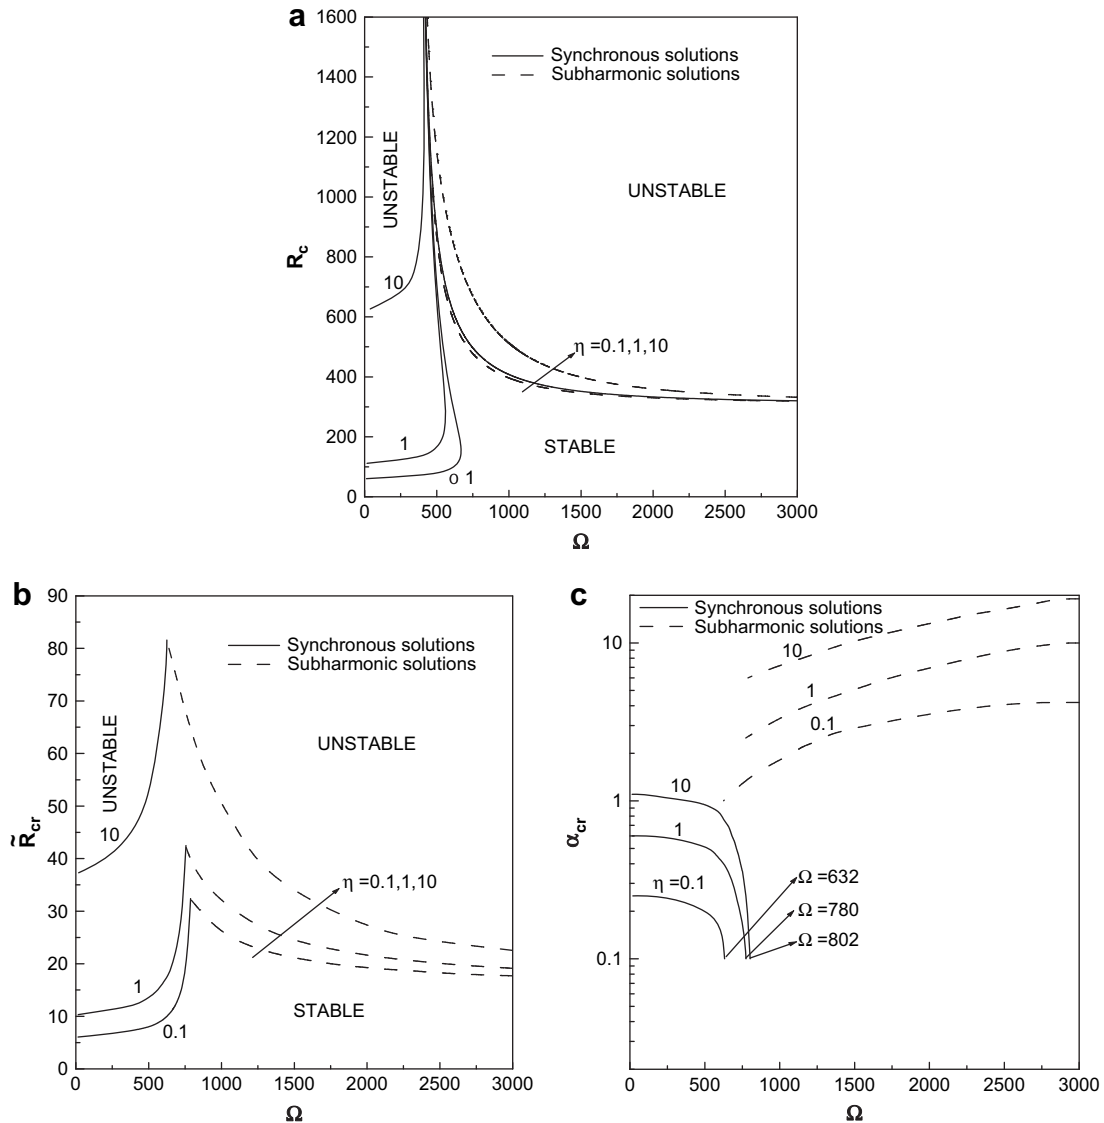 a
1600
1400
1200
1000
800
600
400
200
0
R_c
Synchronous solutions
Subharmonic solutions
UNSTABLE
UNSTABLE
10
η =0.1,1,10
1
STABLE
o 1
0 500 1000 1500 2000 2500 3000
Ω
b
90
80
70
60
50
40
30
20
10
0
R̃_cr
Synchronous solutions
Subharmonic solutions
UNSTABLE
UNSTABLE
10
η =0.1,1,10
1
STABLE
0.1
0 500 1000 1500 2000 2500 3000
Ω
c
10
1
0.1
α_cr
Synchronous solutions
Subharmonic solutions
10
1
0.1
10
1
η =0.1
Ω =632
Ω =780
Ω =802
0 500 1000 1500 2000 2500 3000
Ω